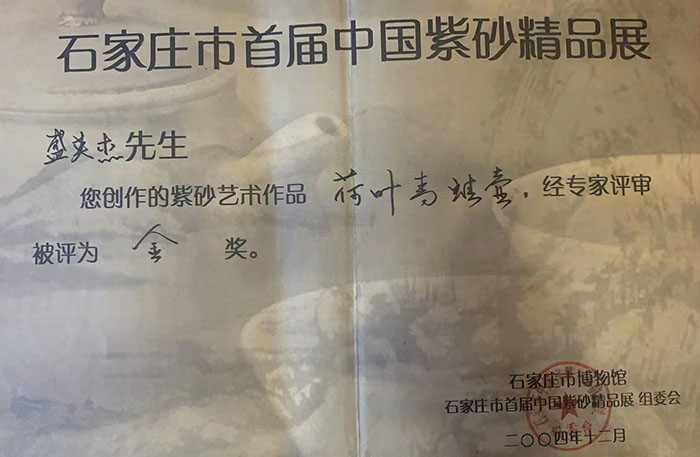 石家庄市首届中国紫砂精品展
盛英杰先生
您创作的紫砂艺术作品 荷叶青蛙壶，经专家评审
被评为 金 奖。
石家庄市博物馆
石家庄市首届中国紫砂精品展 组委会
二〇〇四年十二月